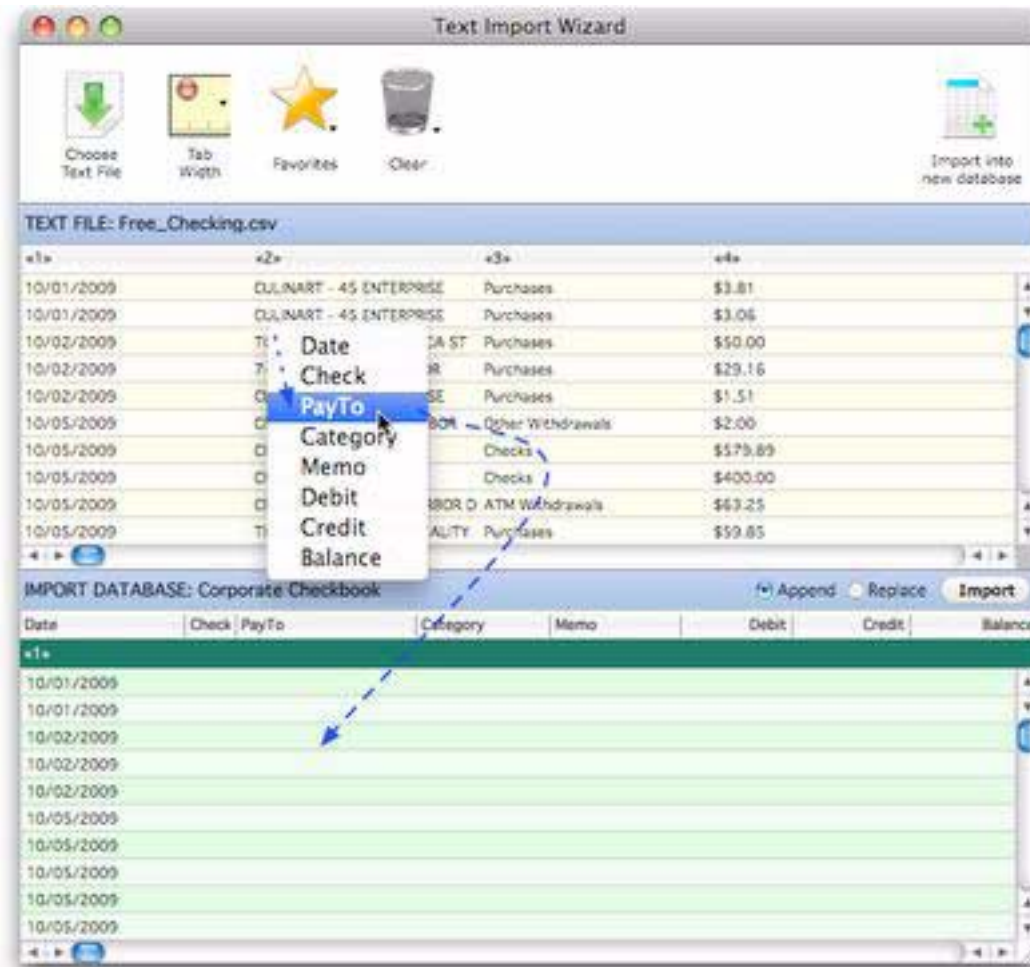 Text Import Wizard
Choose Text File
Tab Width
Favorites
Clear
Import into new database
TEXT FILE: Free_Checking.csv
«1» «2» «3» «4»
10/01/2009 CULINART - 45 ENTERPRISE Purchases $3.81
10/01/2009 CULINART - 45 ENTERPRISE Purchases $3.06
10/02/2009 CA ST Purchases $50.00
10/02/2009 Purchases $29.16
10/02/2009 Purchases $1.51
10/05/2009 Other Withdrawals $2.00
10/05/2009 Checks $579.89
10/05/2009 Checks $400.00
10/05/2009 ATM Withdrawals $63.25
10/05/2009 Purchases $59.85
Date
Check
PayTo
Category
Memo
Debit
Credit
Balance
IMPORT DATABASE: Corporate Checkbook Append Replace Import
Date Check PayTo Category Memo Debit Credit Balance
«1»
10/01/2009
10/01/2009
10/02/2009
10/02/2009
10/02/2009
10/05/2009
10/05/2009
10/05/2009
10/05/2009
10/05/2009